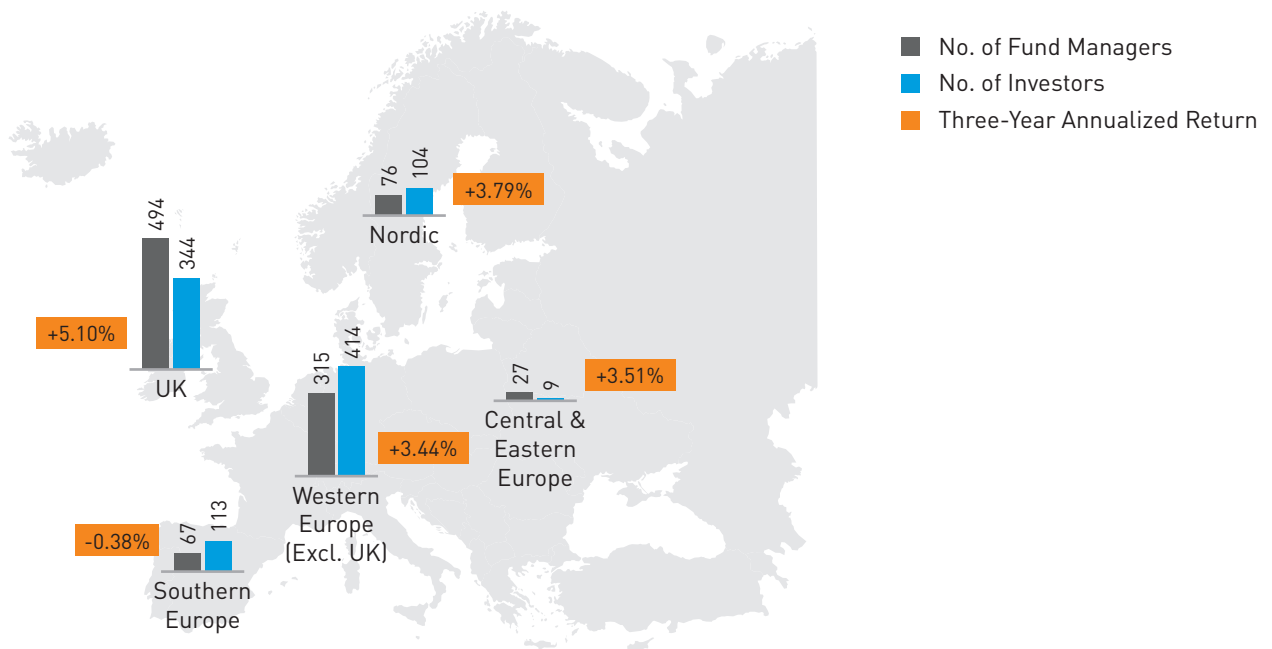 No. of Fund Managers
No. of Investors
Three-Year Annualized Return
76
104
+3.79%
Nordic
494
344
+5.10%
UK
315
414
+3.44%
Western
Europe
(Excl. UK)
27
9
+3.51%
Central &
Eastern
Europe
-0.38%
67
113
Southern
Europe